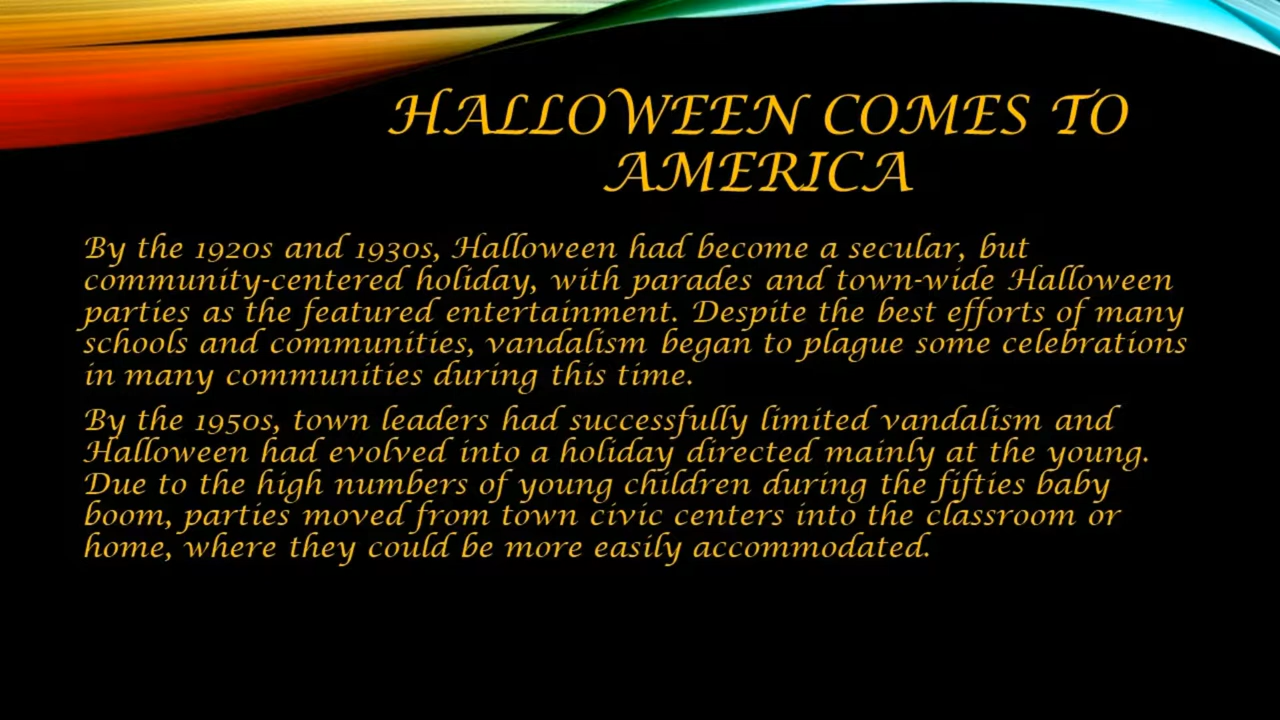 HALLOWEEN COMES TO
AMERICA
By the 1920s and 1930s, Halloween had become a secular, but
community-centered holiday, with parades and town-wide Halloween
parties as the featured entertainment. Despite the best efforts of many
schools and communities, vandalism began to plague some celebrations
in many communities during this time.
By the 1950s, town leaders had successfully limited vandalism and
Halloween had evolved into a holiday directed mainly at the young.
Due to the high numbers of young children during the fifties baby
boom, parties moved from town civic centers into the classroom or
home, where they could be more easily accommodated.